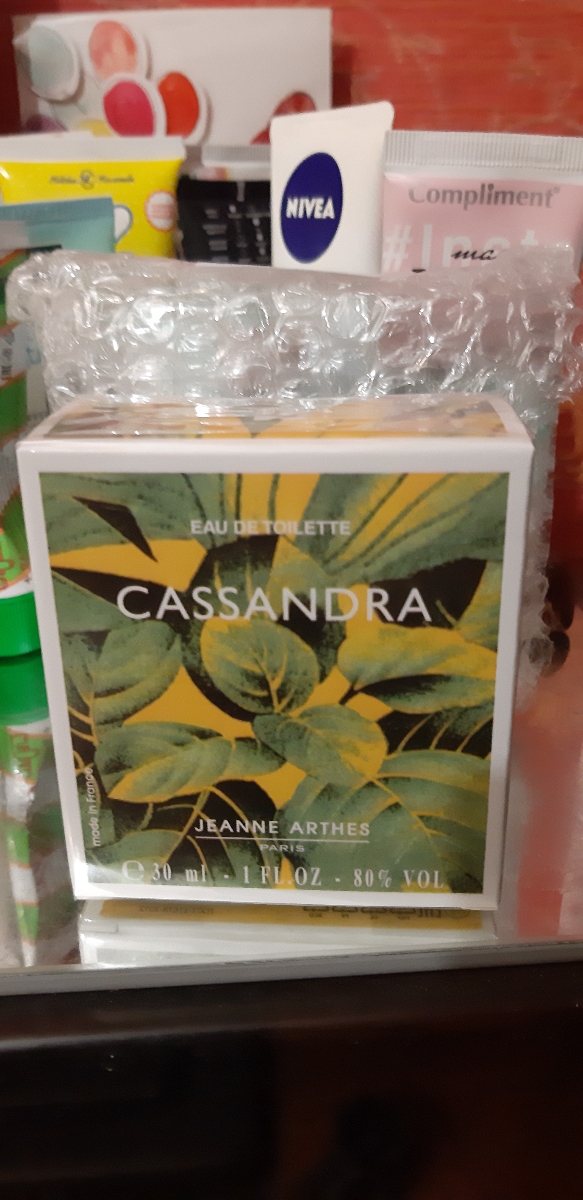 NIVEA
Compliment®
ma
EAU DE TOILETTE
CASSANDRA
made in France
JEANNE ARTHES
PARIS
℮ 30 ml - 1 FL.OZ - 80% VOL